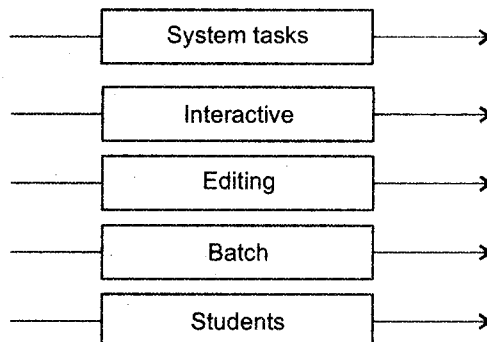 System tasks
Interactive
Editing
Batch
Students